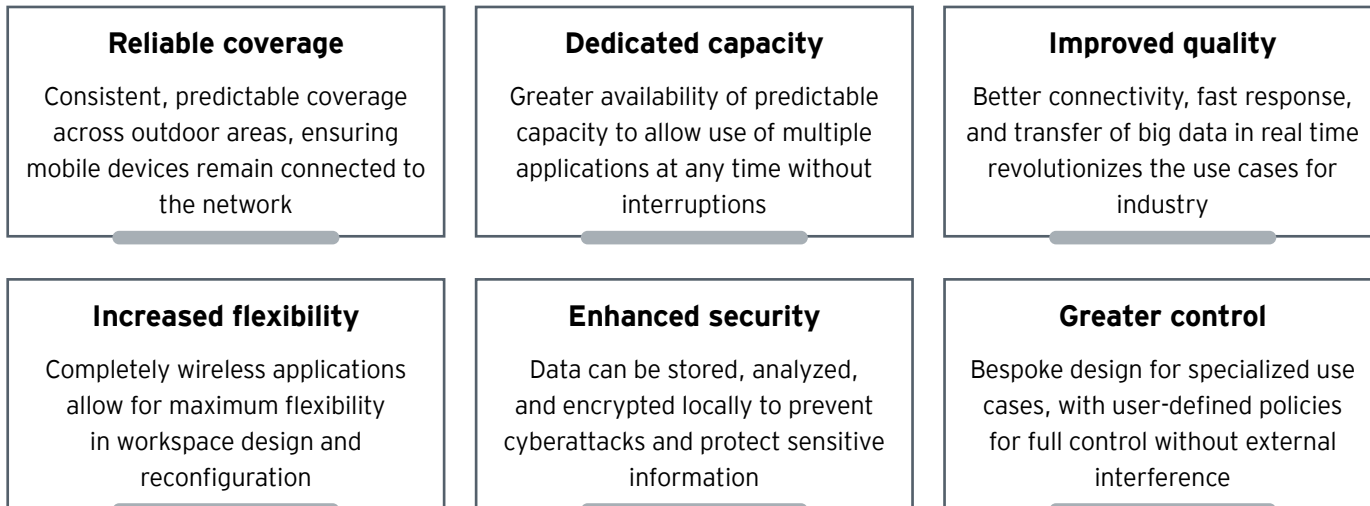 Reliable coverage
Consistent, predictable coverage
across outdoor areas, ensuring
mobile devices remain connected to
the network
Dedicated capacity
Greater availability of predictable
capacity to allow use of multiple
applications at any time without
interruptions
Improved quality
Better connectivity, fast response,
and transfer of big data in real time
revolutionizes the use cases for
industry
Increased flexibility
Completely wireless applications
allow for maximum flexibility
in workspace design and
reconfiguration
Enhanced security
Data can be stored, analyzed,
and encrypted locally to prevent
cyberattacks and protect sensitive
information
Greater control
Bespoke design for specialized use
cases, with user-defined policies
for full control without external
interference